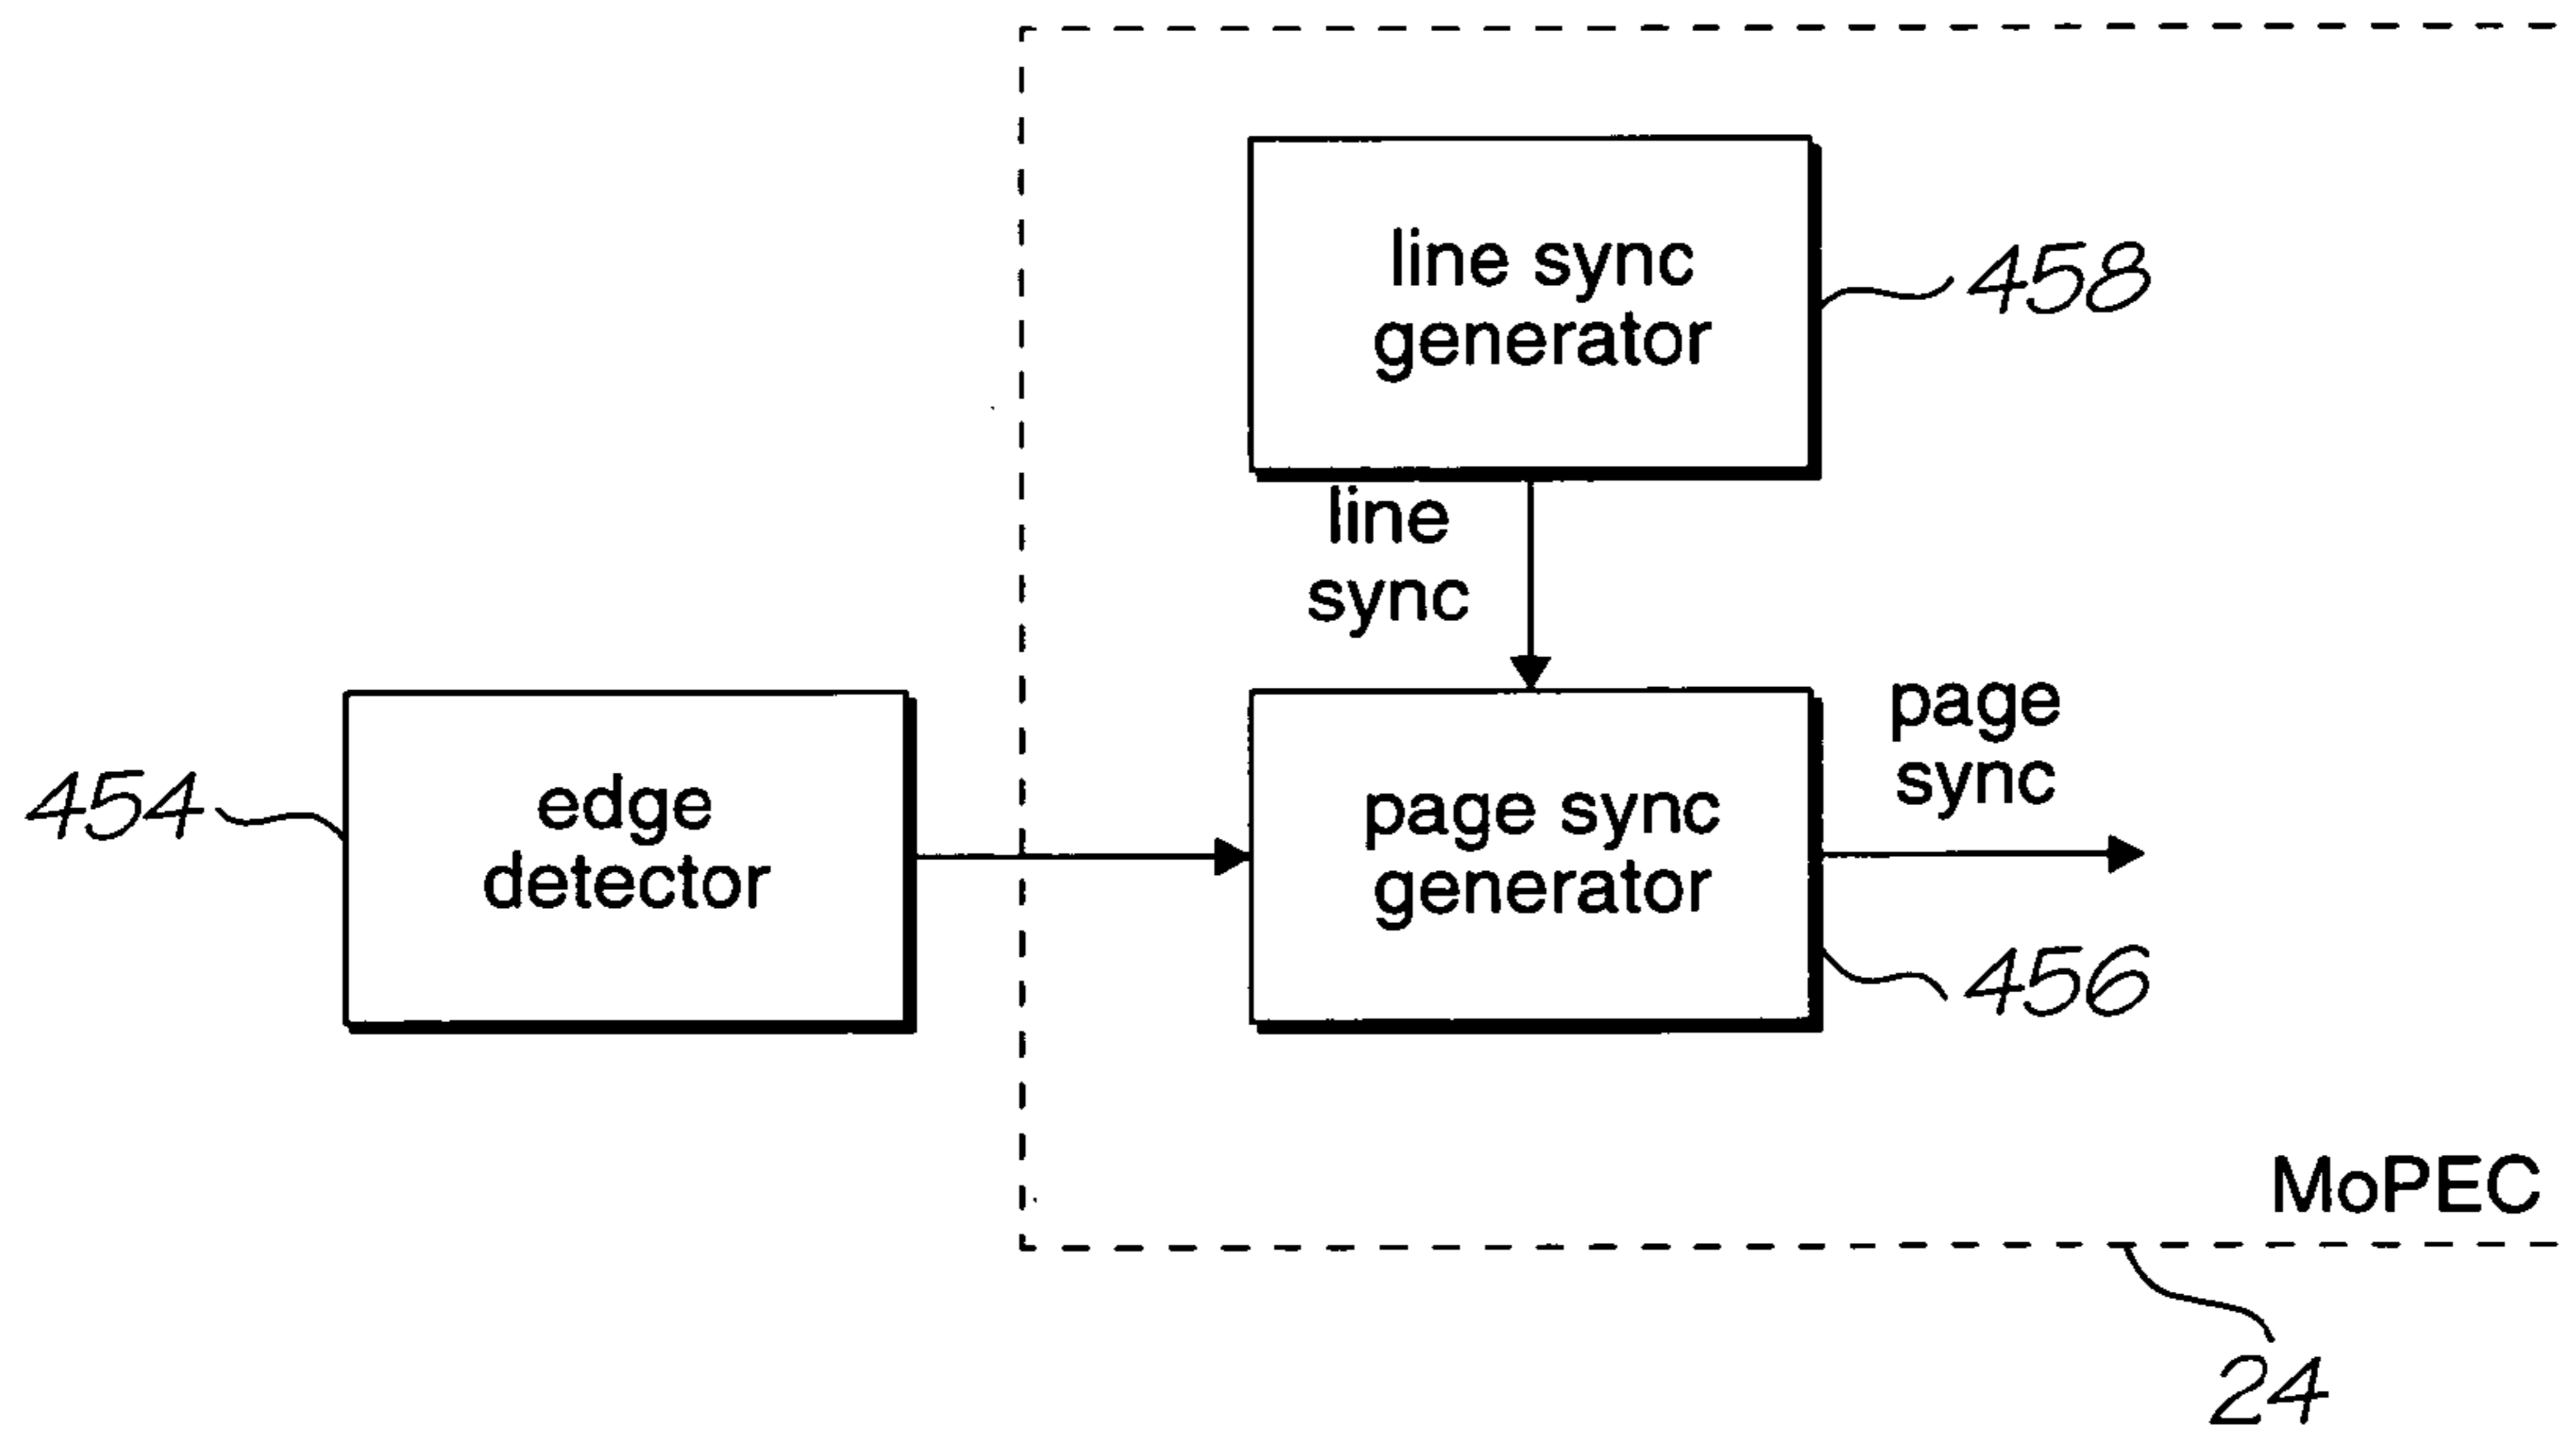 line sync
generator
458
line
sync
454
edge
detector
page sync
generator
page
sync
456
MoPEC
24